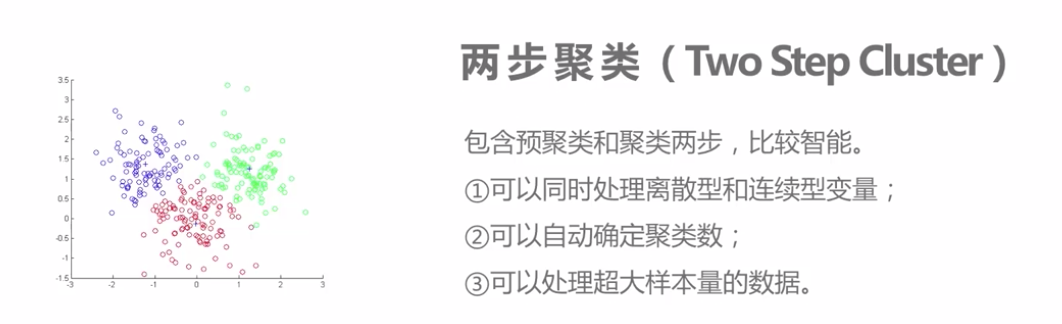 两步聚类（Two Step Cluster）
包含预聚类和聚类两步，比较智能。
①可以同时处理离散型和连续型变量；
②可以自动确定聚类数；
③可以处理超大样本量的数据。
3.5
3
2.5
2
1.5
1
0.5
0
-0.5
-1
-1.5
-3 -2 -1 0 1 2 3